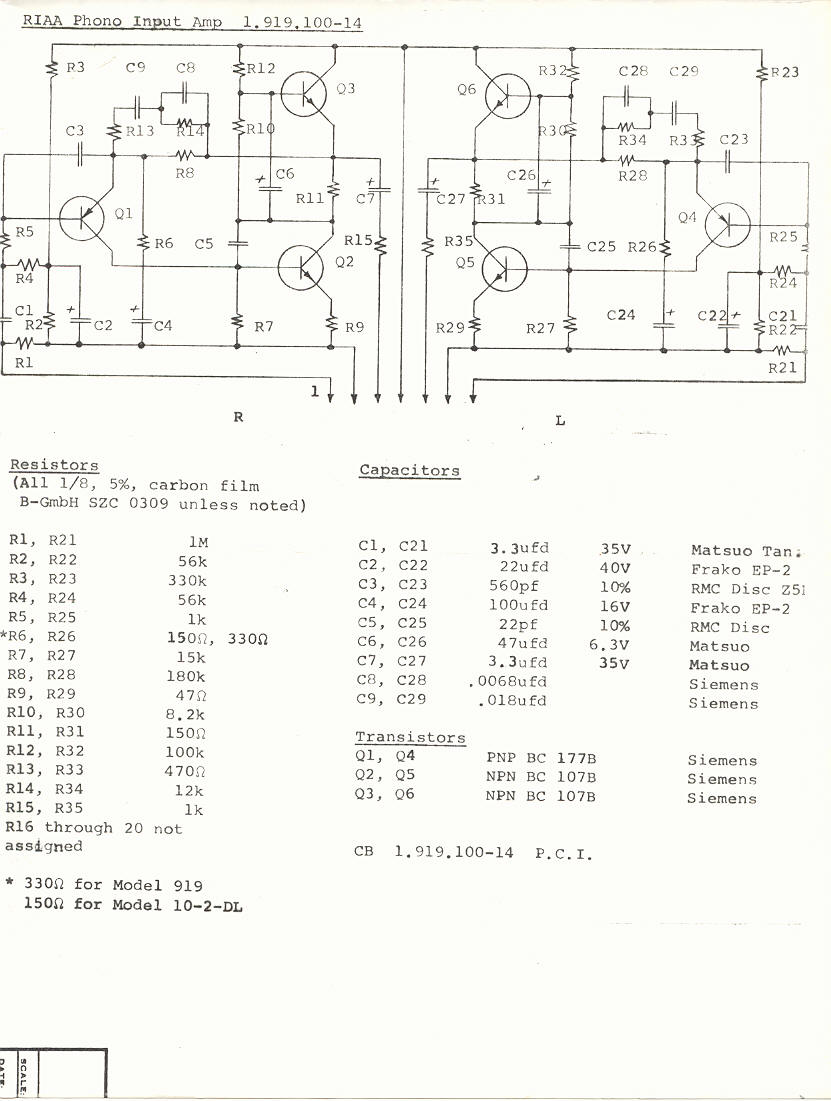 RIAA Phono Input Amp 1.919.100-14
R3 C9 C8 R12 Q3 Q6 R32 C28 C29 R23
R13 R14 R10 R30 R34 R33
C3 R8 C6 R11 C7 C27 R31 C26 R28 C23
Q1 Q4
R5 R6 C5 R15 R35 C25 R26 R25
Q2 Q5
R4 R24
C1 R2 C2 C4 R7 R9 R29 R27 C24 C22 C21 R22
R1 R21
1
R L
Resistors
(All 1/8, 5%, carbon film
B-GmbH SZC 0309 unless noted)
R1, R21 1M
R2, R22 56k
R3, R23 330k
R4, R24 56k
R5, R25 1k
*R6, R26 150Ω, 330Ω
R7, R27 15k
R8, R28 180k
R9, R29 47Ω
R10, R30 8.2k
R11, R31 150Ω
R12, R32 100k
R13, R33 470Ω
R14, R34 12k
R15, R35 1k
R16 through 20 not
assigned
* 330Ω for Model 919
150Ω for Model 10-2-DL
Capacitors
C1, C21 3.3ufd 35V Matsuo Tan.
C2, C22 22ufd 40V Frako EP-2
C3, C23 560pf 10% RMC Disc
C4, C24 100ufd 16V Frako EP-2
C5, C25 22pf 10% RMC Disc
C6, C26 47ufd 6.3V Matsuo
C7, C27 3.3ufd 35V Matsuo
C8, C28 .0068ufd Siemens
C9, C29 .018ufd Siemens
Transistors
Q1, Q4 PNP BC 177B Siemens
Q2, Q5 NPN BC 107B Siemens
Q3, Q6 NPN BC 107B Siemens
CB 1.919.100-14 P.C.I.
SCALE:
DATE: